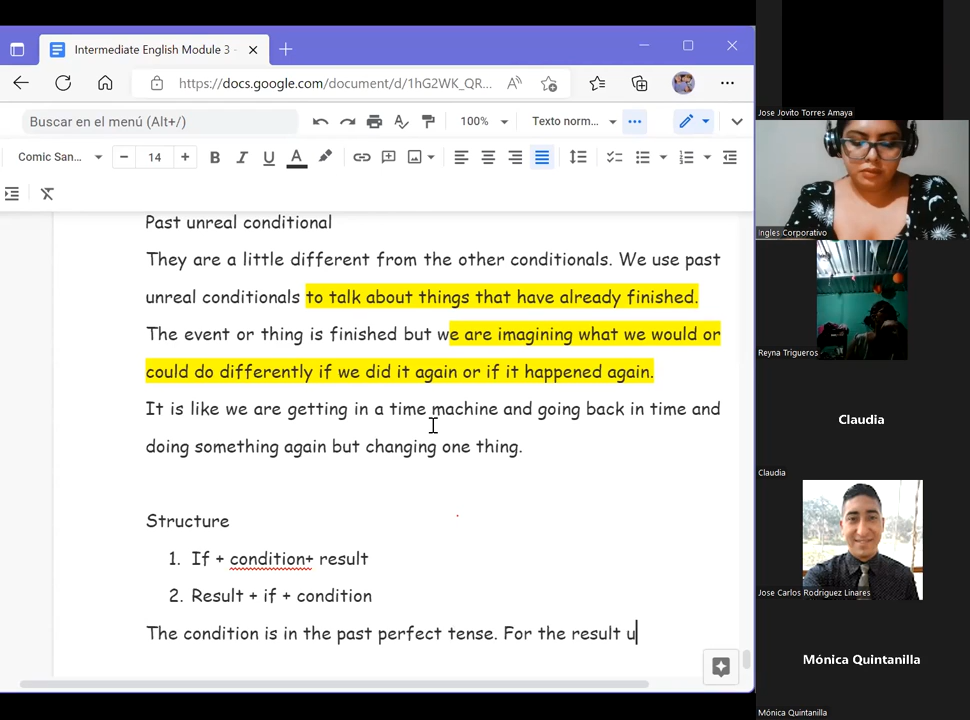 Intermediate English Module 3 -
https://docs.google.com/document/d/1hG2WK_QR...
Buscar en el menú (Alt+/)
100%
Texto norm...
Comic San...
14
Past unreal conditional
They are a little different from the other conditionals. We use past
unreal conditionals to talk about things that have already finished.
The event or thing is finished but we are imagining what we would or
could do differently if we did it again or if it happened again.
It is like we are getting in a time machine and going back in time and
doing something again but changing one thing.
Structure
1. If + condition+ result
2. Result + if + condition
The condition is in the past perfect tense. For the result u
Jose Jovito Torres Amaya
Ingles Corporativo
Reyna Trigueros
Claudia
Claudia
Jose Carlos Rodriguez Linares
Mónica Quintanilla
Mónica Quintanilla